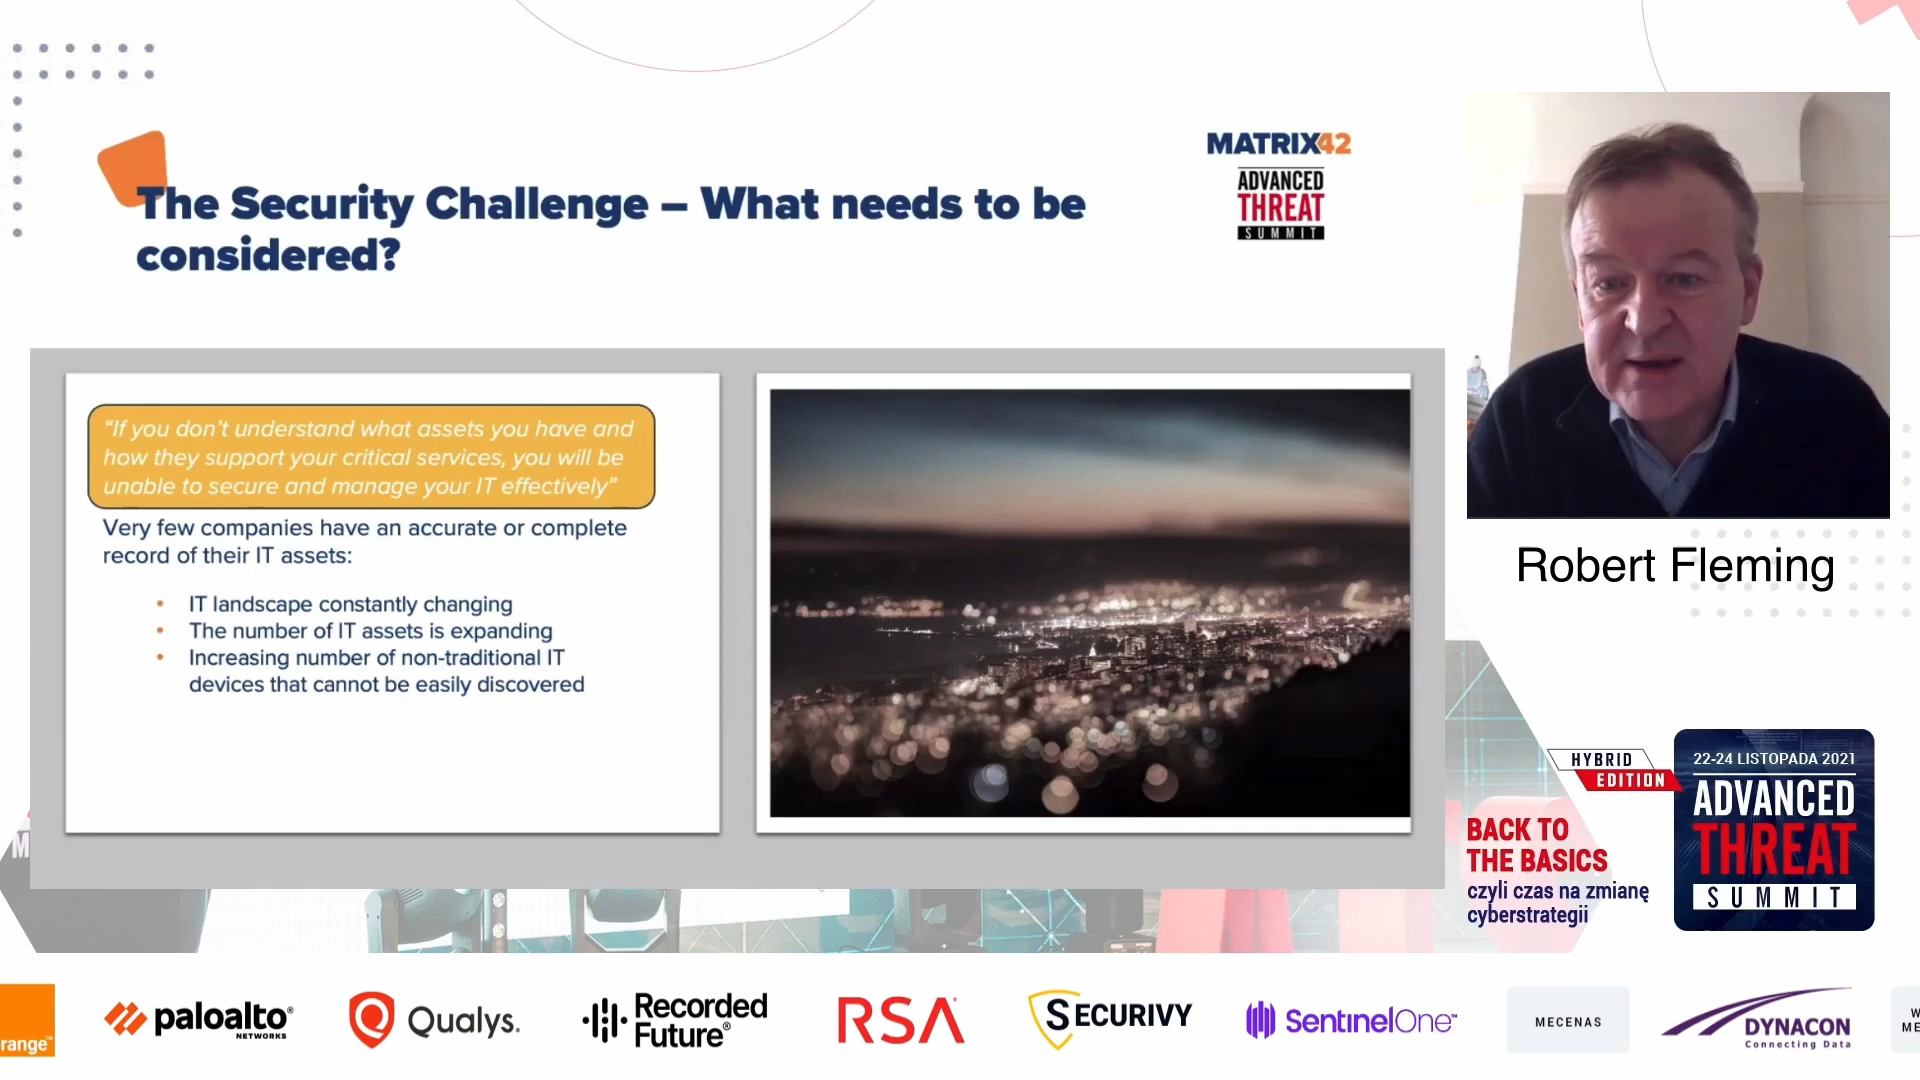 The Security Challenge – What needs to be
considered?
MATRIX42
ADVANCED
THREAT
SUMMIT
“If you don’t understand what assets you have and
how they support your critical services, you will be
unable to secure and manage your IT effectively”
Very few companies have an accurate or complete
record of their IT assets:
• IT landscape constantly changing
• The number of IT assets is expanding
• Increasing number of non-traditional IT
devices that cannot be easily discovered
Robert Fleming
HYBRID
EDITION
BACK TO
THE BASICS
czyli czas na zmianę
cyberstrategii
22-24 LISTOPADA 2021
ADVANCED
THREAT
SUMMIT
range™
paloalto®
NETWORKS
Qualys.
Recorded
Future®
RSA
SECURIVY
SentinelOne™
MECENAS
DYNACON
Connecting Data